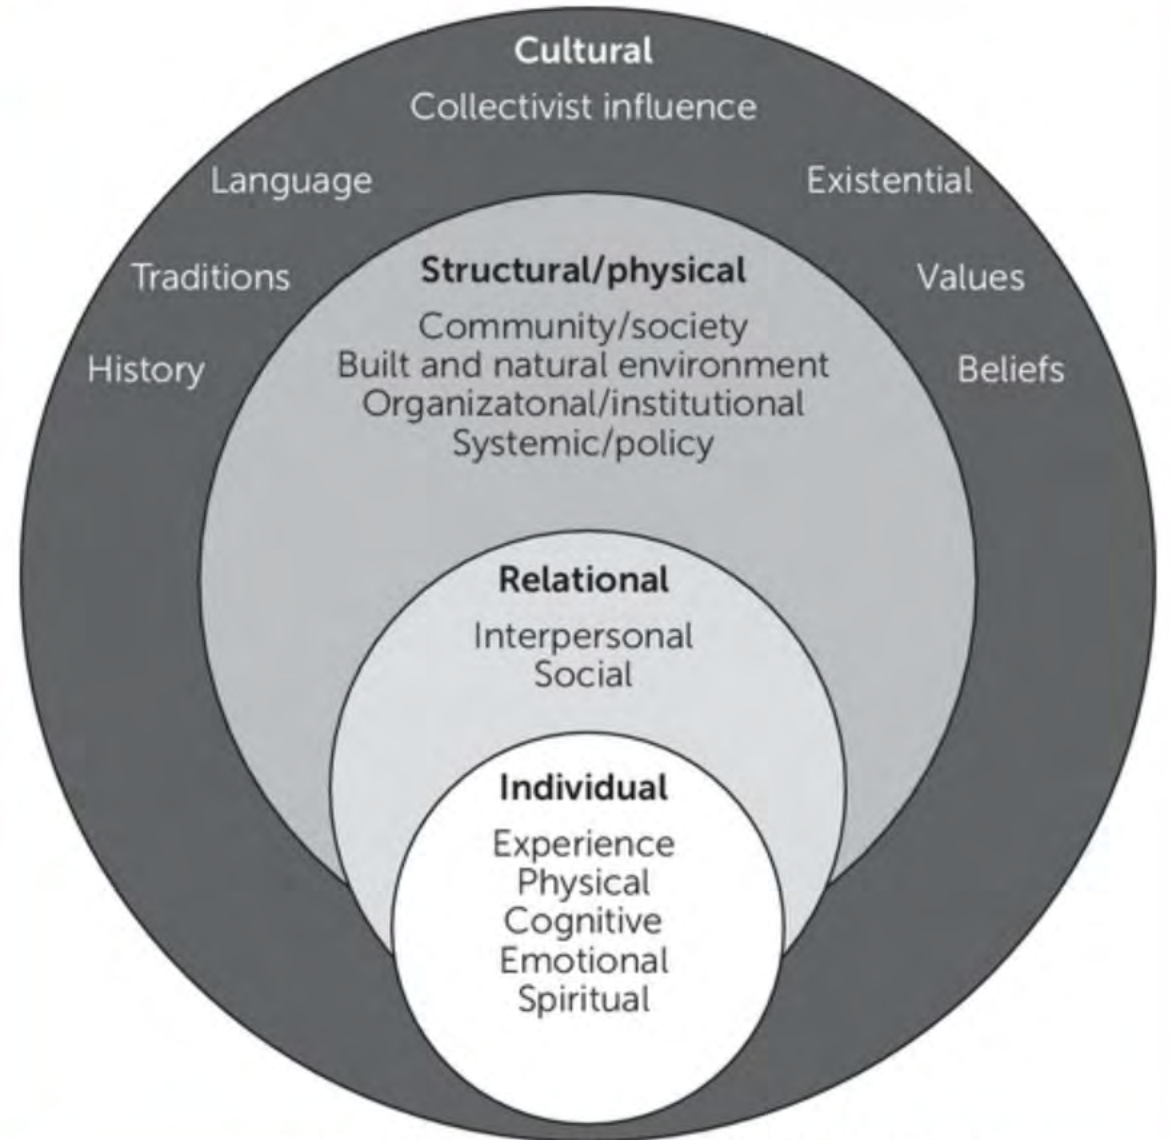 Cultural
Collectivist influence
Language
Existential
Traditions
Values
History
Beliefs
Structural/physical
Community/society
Built and natural environment
Organizatonal/institutional
Systemic/policy
Relational
Interpersonal
Social
Individual
Experience
Physical
Cognitive
Emotional
Spiritual